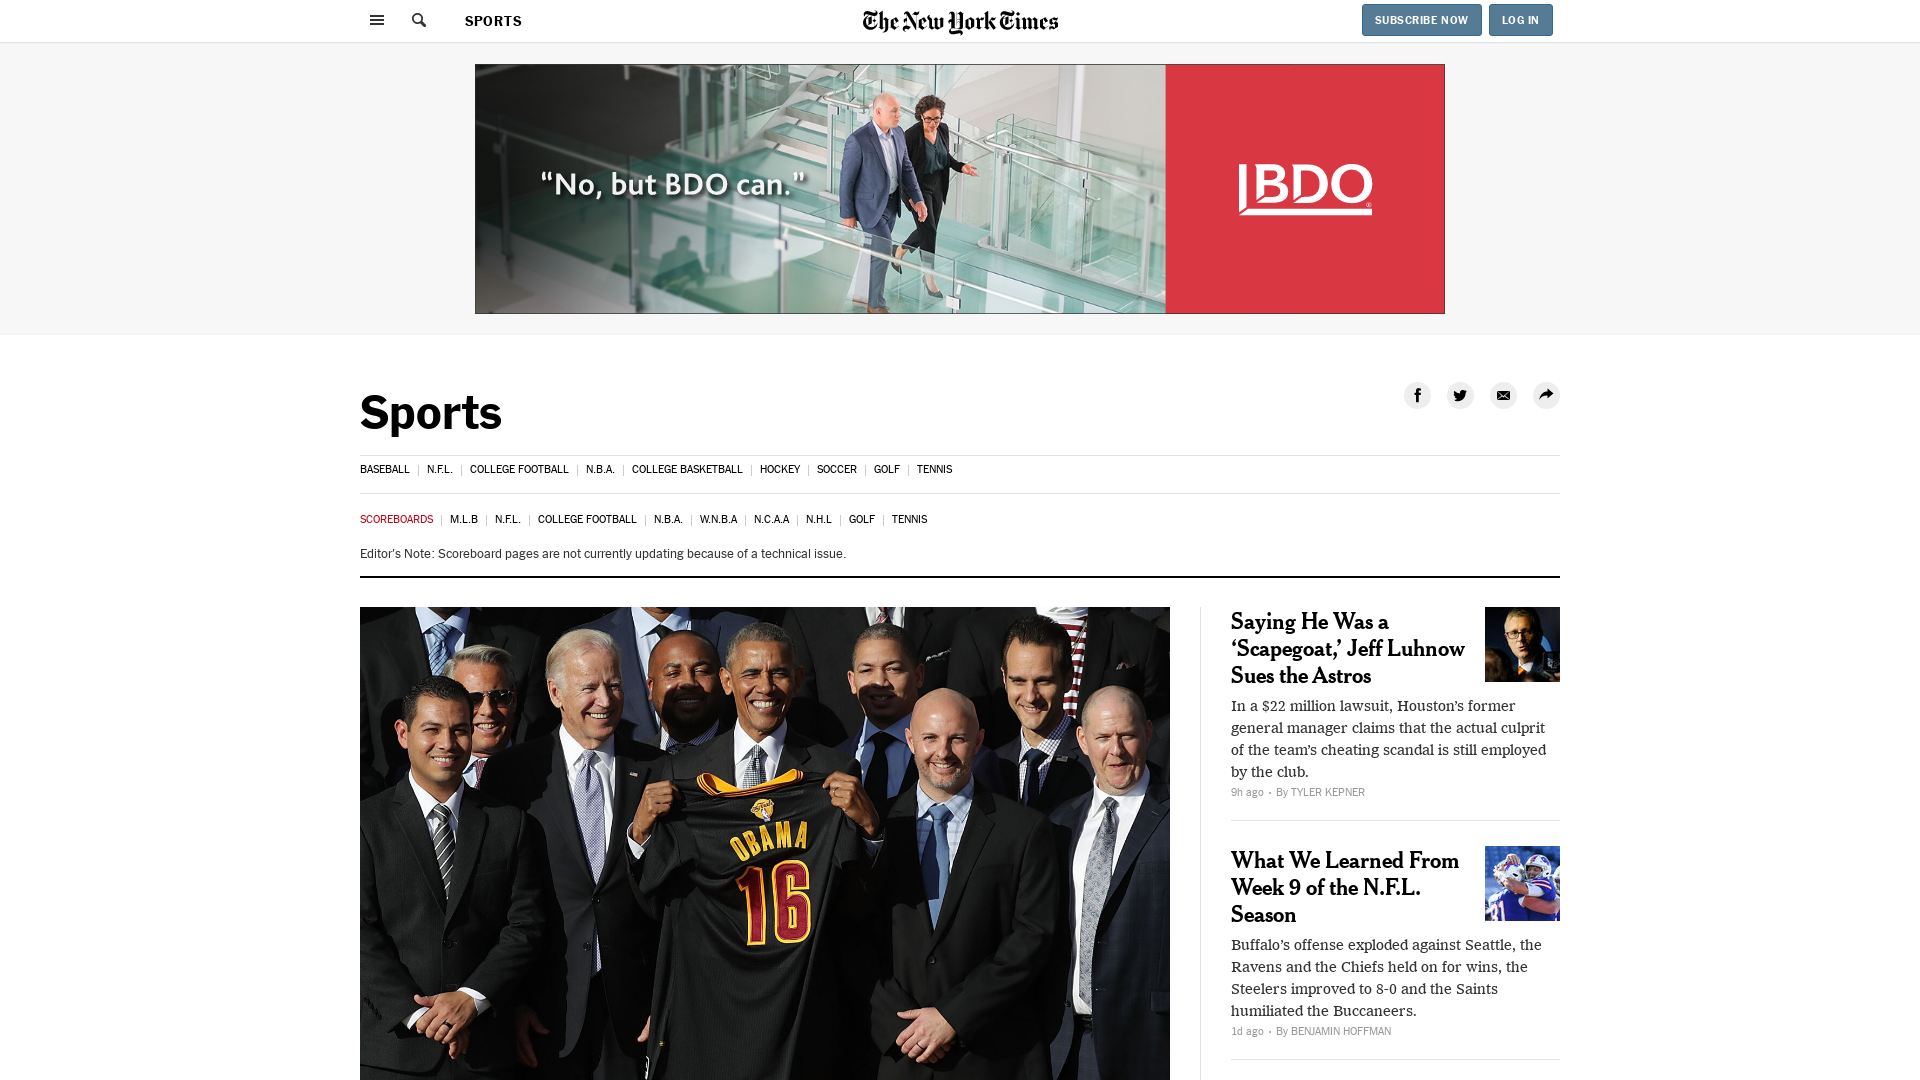 SPORTS
The New York Times
SUBSCRIBE NOW
LOG IN
“No, but BDO can.”
BDO
®
Sports
BASEBALL | N.F.L. | COLLEGE FOOTBALL | N.B.A. | COLLEGE BASKETBALL | HOCKEY | SOCCER | GOLF | TENNIS
SCOREBOARDS | M.L.B | N.F.L. | COLLEGE FOOTBALL | N.B.A. | W.N.B.A | N.C.A.A | N.H.L | GOLF | TENNIS
Editor's Note: Scoreboard pages are not currently updating because of a technical issue.
OBAMA
16
Saying He Was a
‘Scapegoat,’ Jeff Luhnow
Sues the Astros
In a $22 million lawsuit, Houston’s former
general manager claims that the actual culprit
of the team’s cheating scandal is still employed
by the club.
9h ago • By TYLER KEPNER
What We Learned From
Week 9 of the N.F.L.
Season
Buffalo’s offense exploded against Seattle, the
Ravens and the Chiefs held on for wins, the
Steelers improved to 8-0 and the Saints
humiliated the Buccaneers.
1d ago • By BENJAMIN HOFFMAN